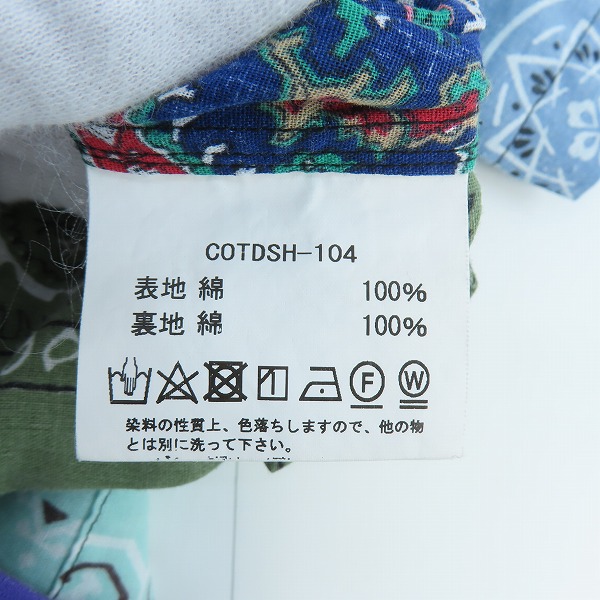 COTDSH-104
表地 綿 100%
裏地 綿 100%
F W
染料の性質上、色落ちしますので、他の物
とは別に洗って下さい。